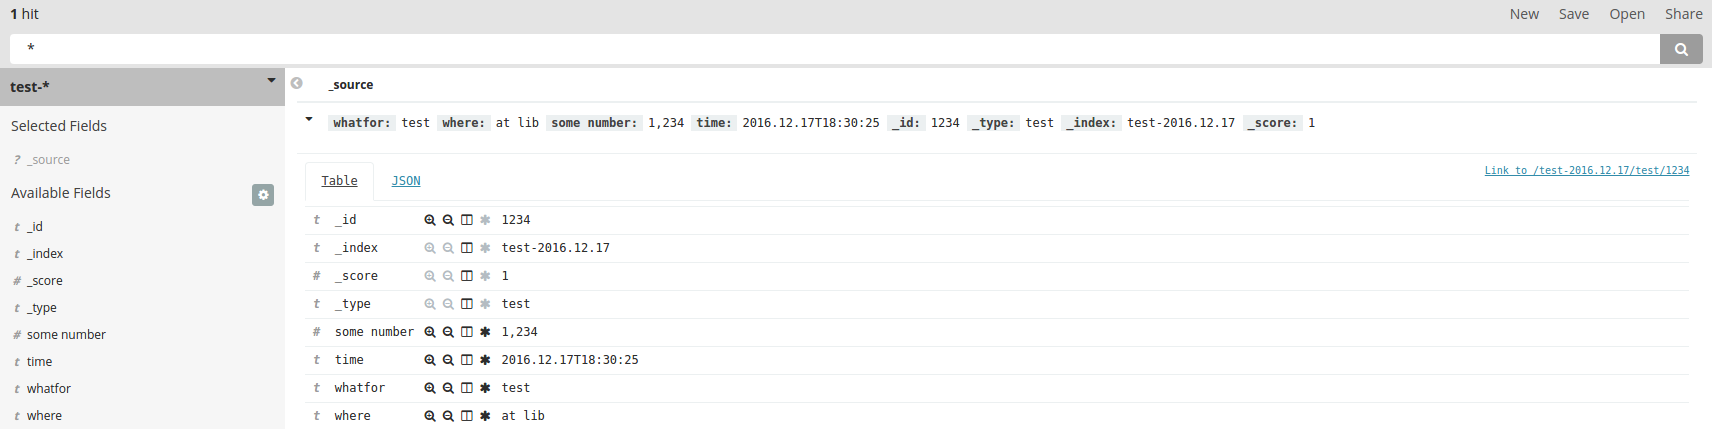 1 hit
New Save Open Share
*
test-*
Selected Fields
? _source
Available Fields
t _id
t _index
# _score
t _type
# some number
t time
t whatfor
t where
_source
whatfor: test where: at lib some number: 1,234 time: 2016.12.17T18:30:25 _id: 1234 _type: test _index: test-2016.12.17 _score: 1
Table JSON
Link to /test-2016.12.17/test/1234
t _id 1234
t _index test-2016.12.17
# _score 1
t _type test
# some number 1,234
t time 2016.12.17T18:30:25
t whatfor test
t where at lib